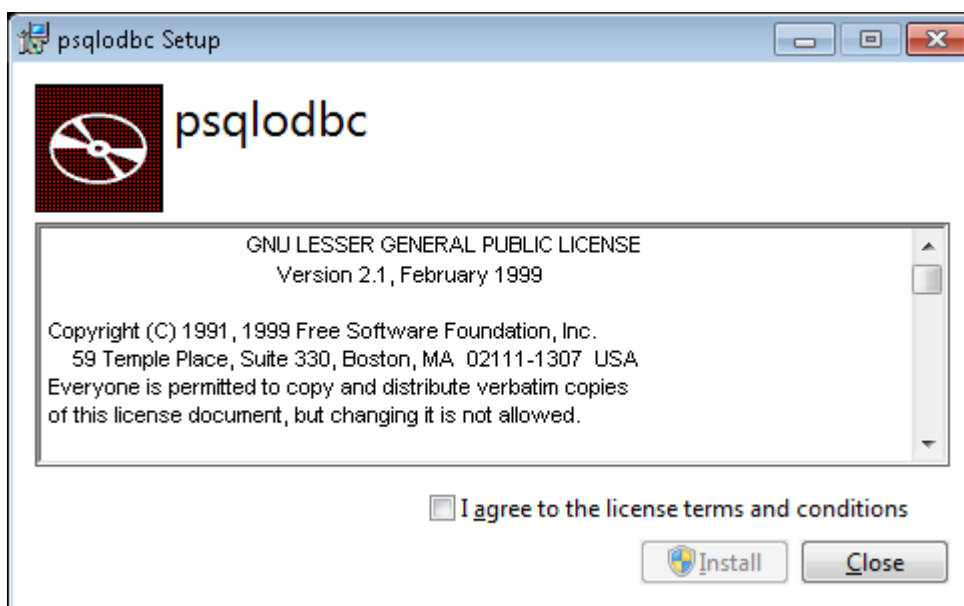 psqlodbc Setup
psqlodbc
GNU LESSER GENERAL PUBLIC LICENSE
Version 2.1, February 1999
Copyright (C) 1991, 1999 Free Software Foundation, Inc.
59 Temple Place, Suite 330, Boston, MA  02111-1307  USA
Everyone is permitted to copy and distribute verbatim copies
of this license document, but changing it is not allowed.
I agree to the license terms and conditions
Install
Close